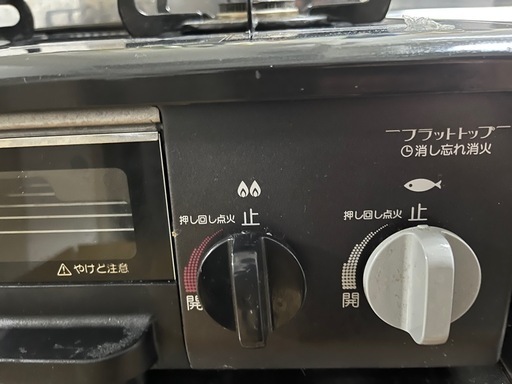 フラットトップ
消し忘れ消火
押し回し点火
止
開
押し回し点火
止
開
やけど注意